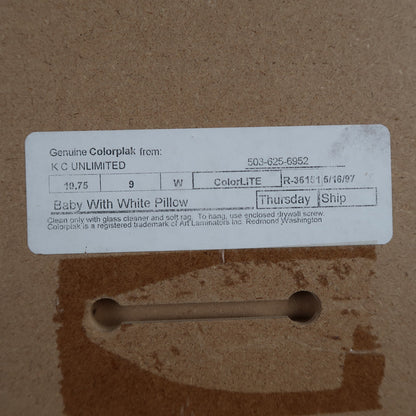 Genuine Colorplak from:
K C UNLIMITED 503-625-6952
10.75 9 W ColorLITE R-36151 5/16/97
Baby With White Pillow Thursday Ship
Clean only with glass cleaner and soft rag. To hang, use enclosed drywall screw
Colorplak is a registered trademark of Art Laminators Inc. Redmond Washington